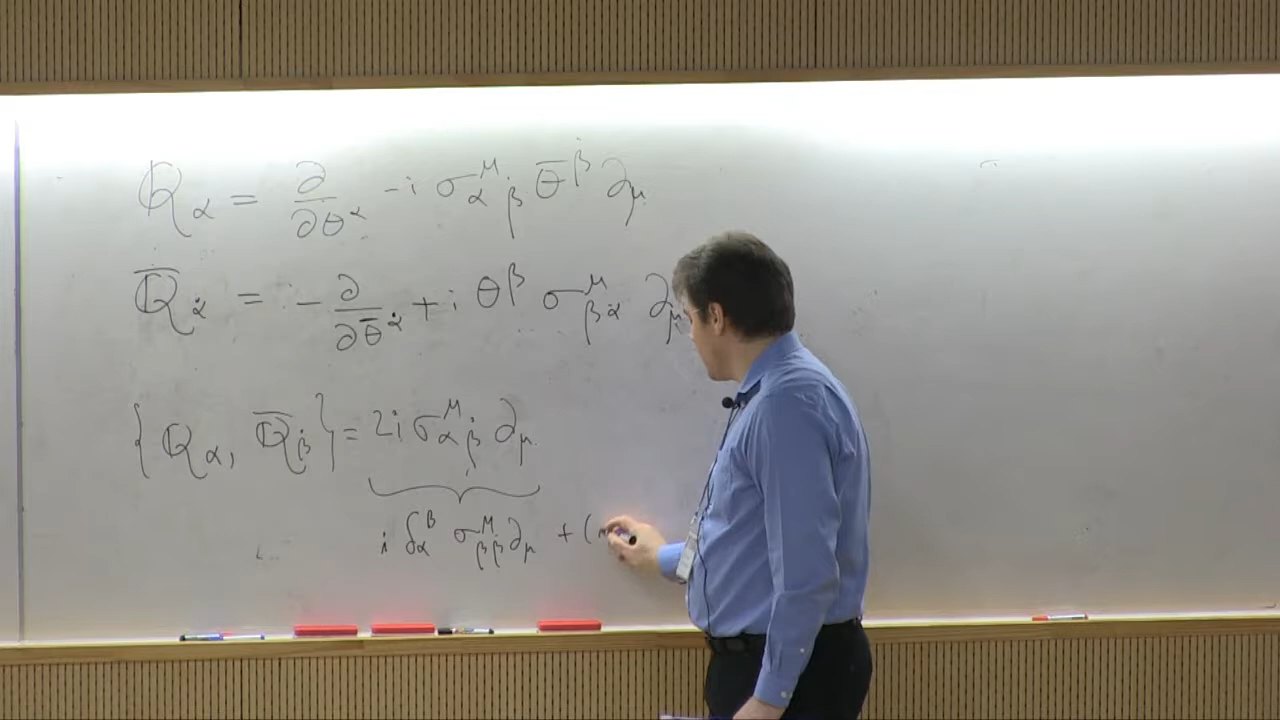 Q_α = ∂/∂θ^α - i σ^μ_{αβ̇} θ̄^β̇ ∂_μ
Q̄_α̇ = - ∂/∂θ̄^α̇ + i θ^β σ^μ_{βα̇} ∂_μ
{Q_α, Q̄_β̇} = 2i σ^μ_{αβ̇} ∂_μ
i δ_α^β σ^μ_{ββ̇} ∂_μ + (